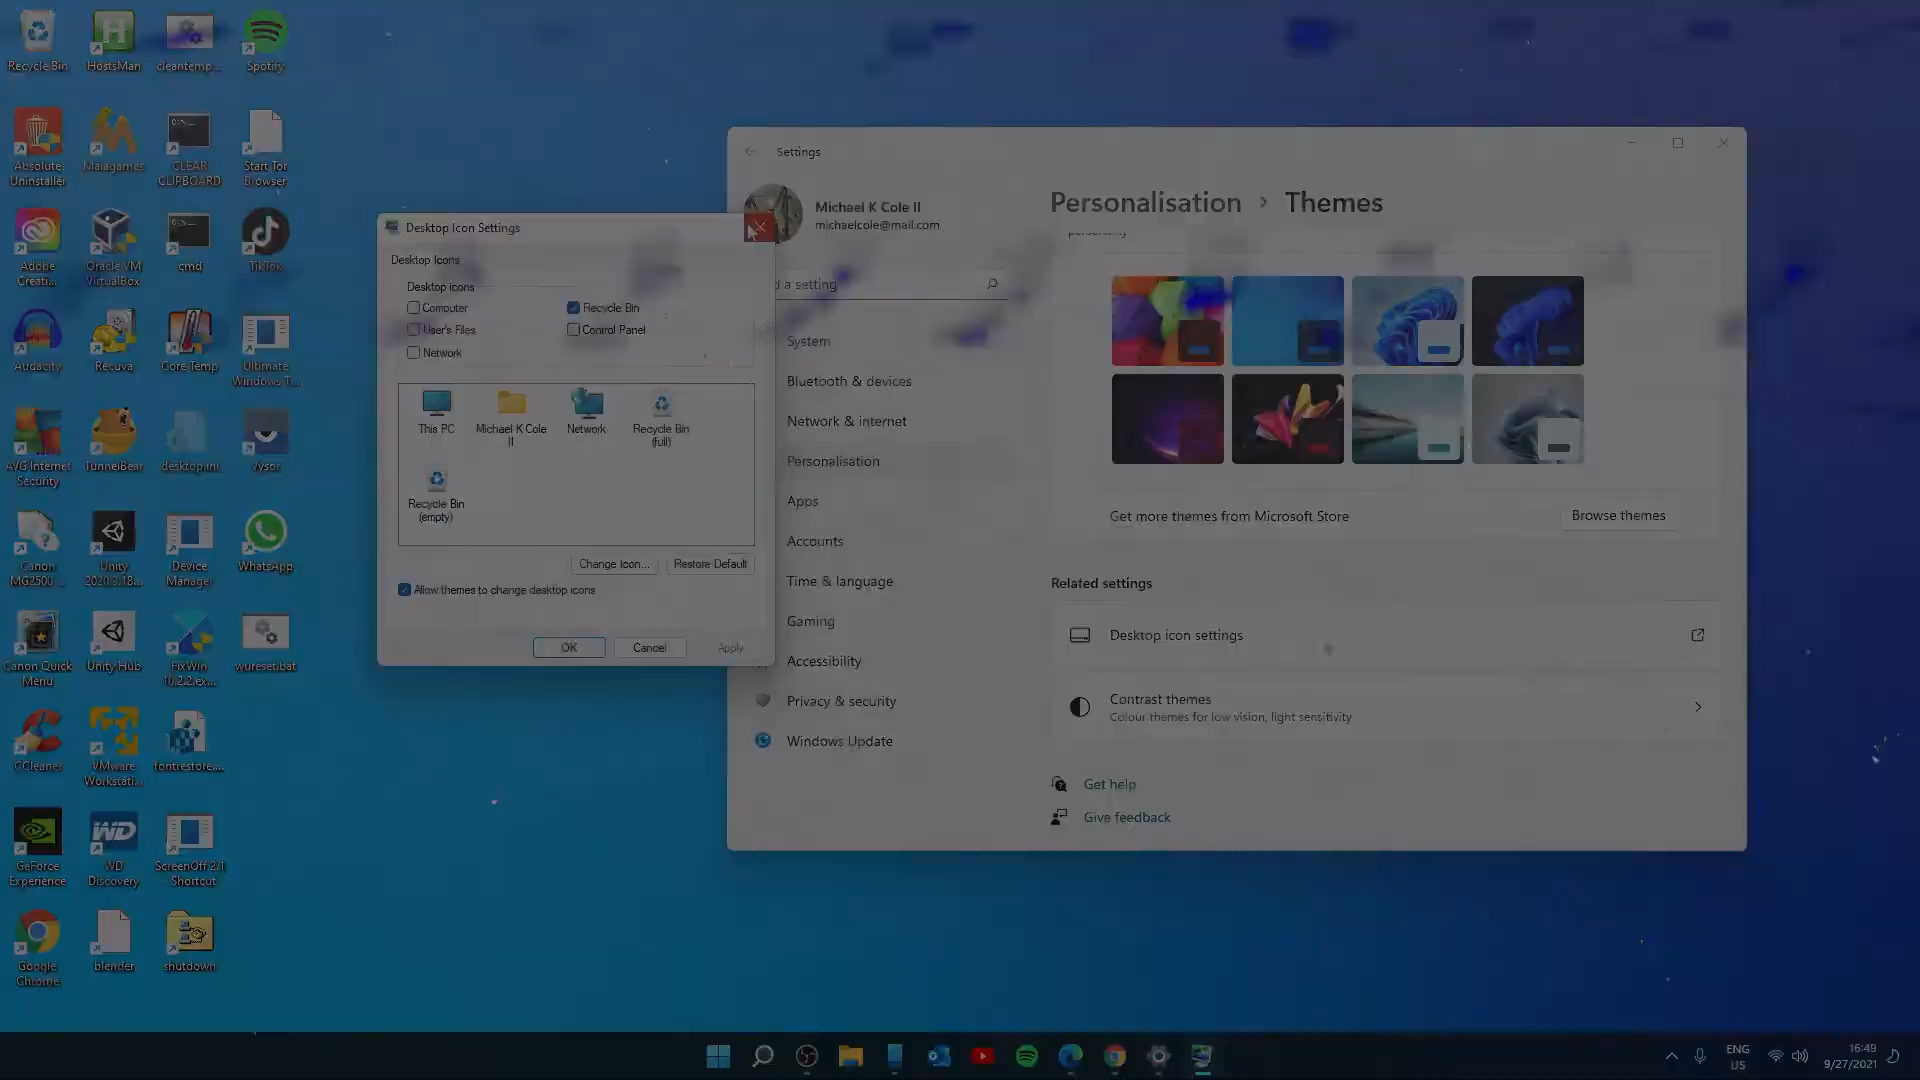 Recycle Bin
HostsMan
cleantemp...
Spotify
Absolute Uninstaller
Malagames
CLEAR CLIPBOARD
Start Tor Browser
Adobe Creati...
Oracle VM VirtualBox
cmd
TikTok
Audacity
Recuva
Core Temp
Ultimate Windows T...
AVG Internet Security
TunnelBear
desktop.ini
Vysor
Canon MG2500 ...
Unity 2020.3.18...
Device Manager
WhatsApp
Canon Quick Menu
Unity Hub
FixWin 10.2.2.ex...
wureset.bat
CCleaner
VMware Workstati...
fontrestore....
GeForce Experience
WD Discovery
ScreenOff 2.1 - Shortcut
Google Chrome
blender
shutdown
Desktop Icon Settings
Desktop Icons
Desktop icons
Computer
Recycle Bin
User's Files
Control Panel
Network
This PC
Michael K Cole II
Network
Recycle Bin (full)
Recycle Bin (empty)
Change Icon...
Restore Default
Allow themes to change desktop icons
OK
Cancel
Apply
Settings
Michael K Cole II
michaelcole@mail.com
d a setting
System
Bluetooth & devices
Network & internet
Personalisation
Apps
Accounts
Time & language
Gaming
Accessibility
Privacy & security
Windows Update
Personalisation > Themes
personality
Get more themes from Microsoft Store
Browse themes
Related settings
Desktop icon settings
Contrast themes
Colour themes for low vision, light sensitivity
Get help
Give feedback
ENG
US
16:49
9/27/2021